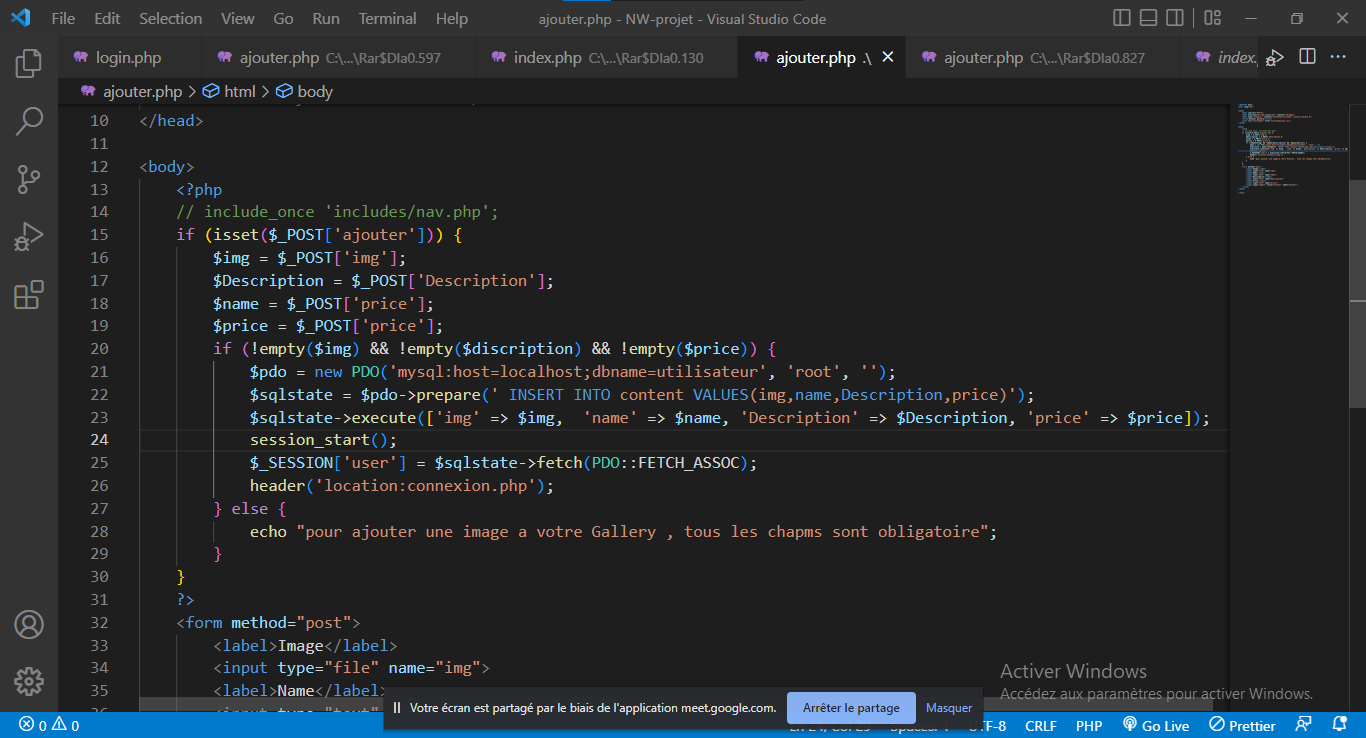 File Edit Selection View Go Run Terminal Help ajouter.php - NW-projet - Visual Studio Code
login.php ajouter.php C:\...\Rar$DIa0.597 index.php C:\...\Rar$DIa0.130 ajouter.php .\ ajouter.php C:\...\Rar$DIa0.827 index.
ajouter.php > html > body
10 </head>
11
12 <body>
13 <?php
14 // include_once 'includes/nav.php';
15 if (isset($_POST['ajouter'])) {
16 $img = $_POST['img'];
17 $Description = $_POST['Description'];
18 $name = $_POST['price'];
19 $price = $_POST['price'];
20 if (!empty($img) && !empty($discription) && !empty($price)) {
21 $pdo = new PDO('mysql:host=localhost;dbname=utilisateur', 'root', '');
22 $sqlstate = $pdo->prepare(' INSERT INTO content VALUES(img,name,Description,price)');
23 $sqlstate->execute(['img' => $img,  'name' => $name, 'Description' => $Description, 'price' => $price]);
24 session_start();
25 $_SESSION['user'] = $sqlstate->fetch(PDO::FETCH_ASSOC);
26 header('location:connexion.php');
27 } else {
28 echo "pour ajouter une image a votre Gallery , tous les chapms sont obligatoire";
29 }
30 }
31 ?>
32 <form method="post">
33 <label>Image</label>
34 <input type="file" name="img">
35 <label>Name</label>
Activer Windows
Accédez aux paramètres pour activer Windows.
Votre écran est partagé par le biais de l'application meet.google.com. Arrêter le partage Masquer
0 0 UTF-8 CRLF PHP Go Live Prettier